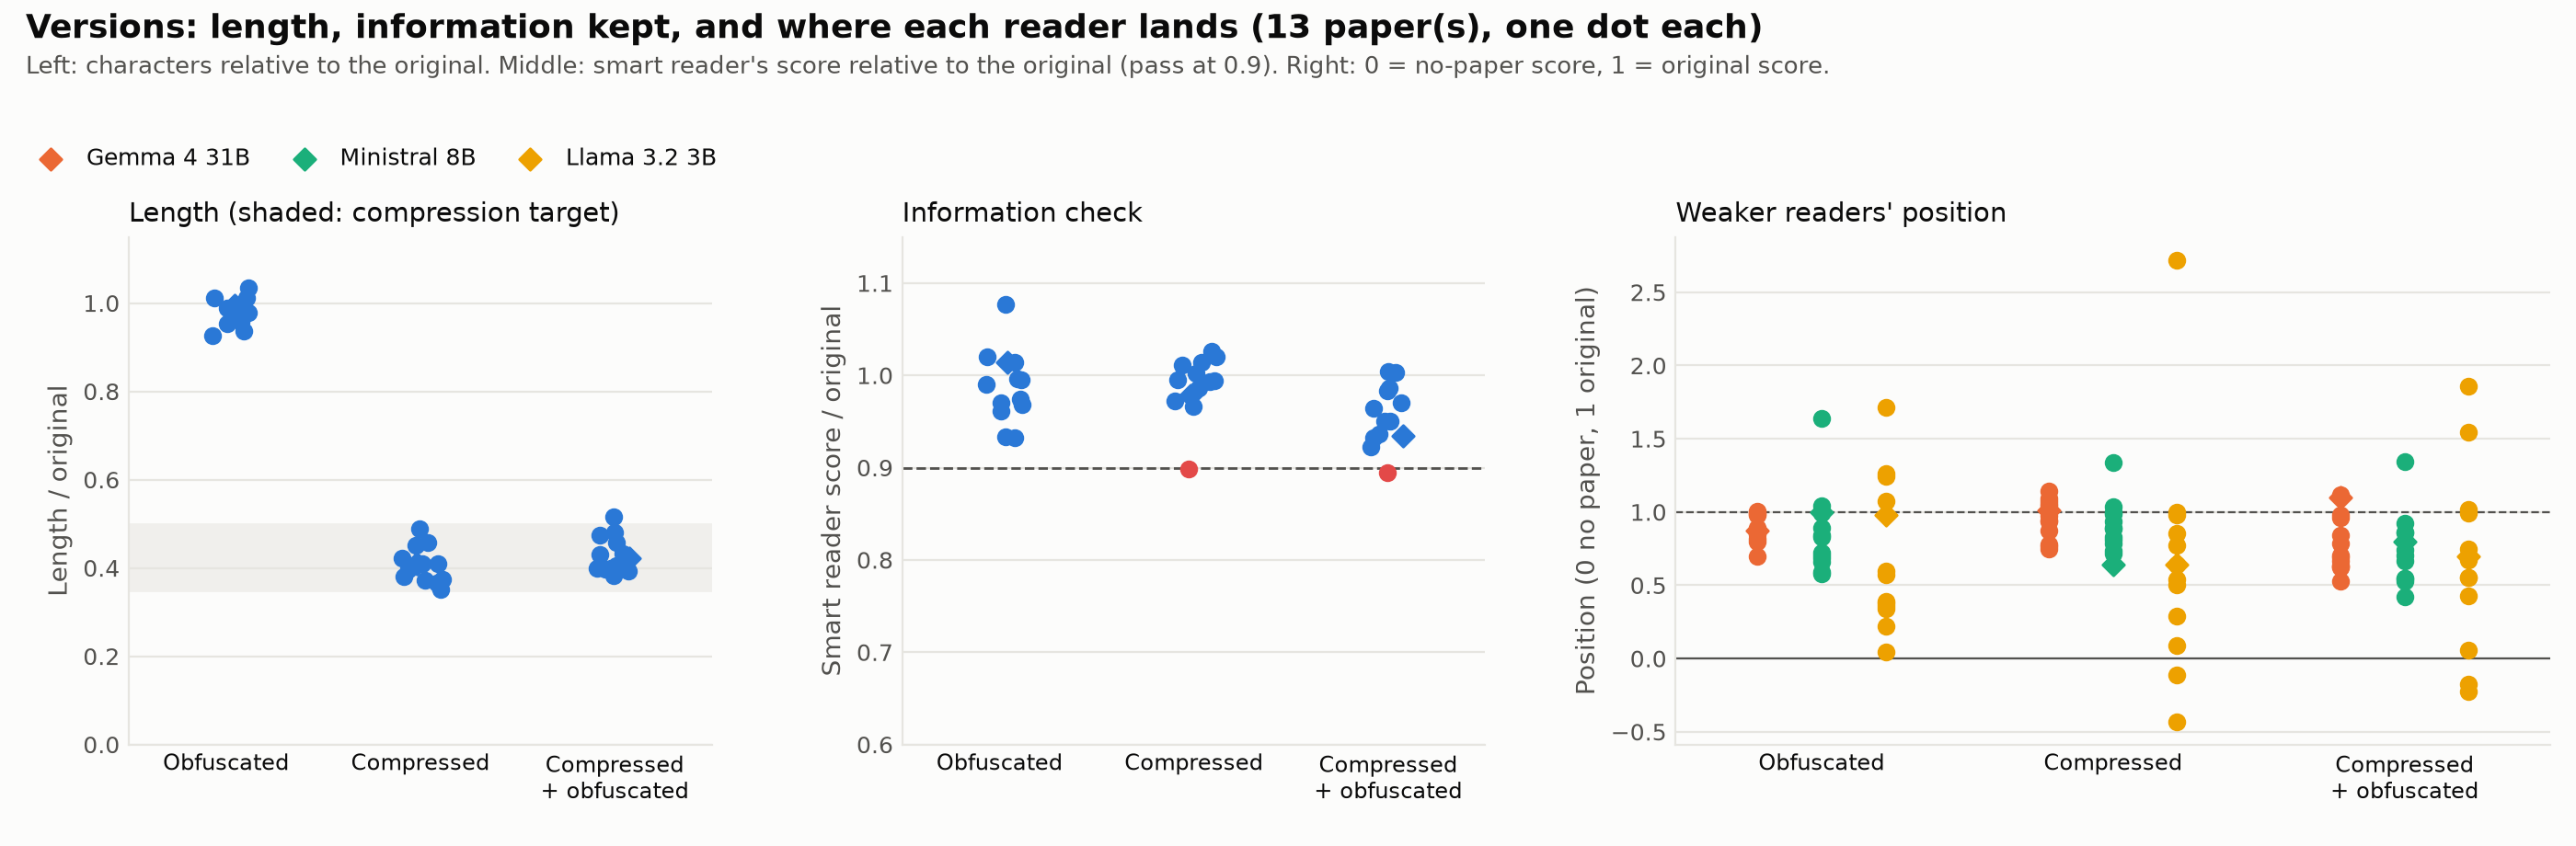 Versions: length, information kept, and where each reader lands (13 paper(s), one dot each)
Left: characters relative to the original. Middle: smart reader's score relative to the original (pass at 0.9). Right: 0 = no-paper score, 1 = original score.
Gemma 4 31B
Ministral 8B
Llama 3.2 3B
Length (shaded: compression target)
Length / original
1.0
0.8
0.6
0.4
0.2
0.0
Obfuscated
Compressed
Compressed
+ obfuscated
Information check
Smart reader score / original
1.1
1.0
0.9
0.8
0.7
0.6
Obfuscated
Compressed
Compressed
+ obfuscated
Weaker readers' position
Position (0 no paper, 1 original)
2.5
2.0
1.5
1.0
0.5
0.0
−0.5
Obfuscated
Compressed
Compressed
+ obfuscated